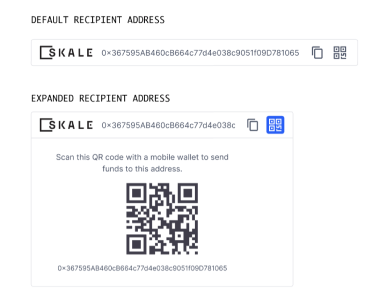 DEFAULT RECIPIENT ADDRESS
SKALE 0×367595AB460cB664c77d4e038c9051f09D781065
EXPANDED RECIPIENT ADDRESS
SKALE 0×367595AB460cB664c77d4e038c
Scan this QR code with a mobile wallet to send
funds to this address.
0×367595AB460cB664c77d4e038c9051f09D781065